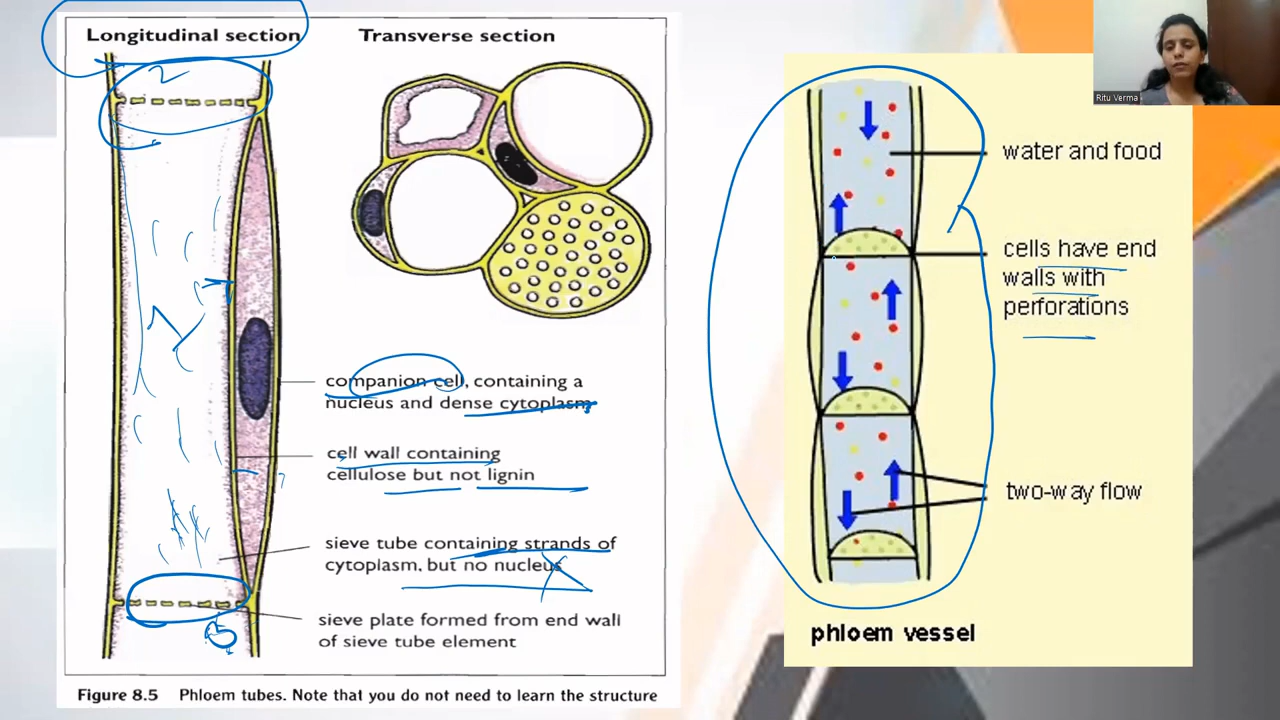 Longitudinal section
Transverse section
Ritu Verma
2
companion cell, containing a
nucleus and dense cytoplasm
cell wall containing
cellulose but not lignin
sieve tube containing strands of
cytoplasm, but no nucleus
sieve plate formed from end wall
of sieve tube element
Figure 8.5 Phloem tubes. Note that you do not need to learn the structure
water and food
cells have end
walls with
perforations
two-way flow
phloem vessel